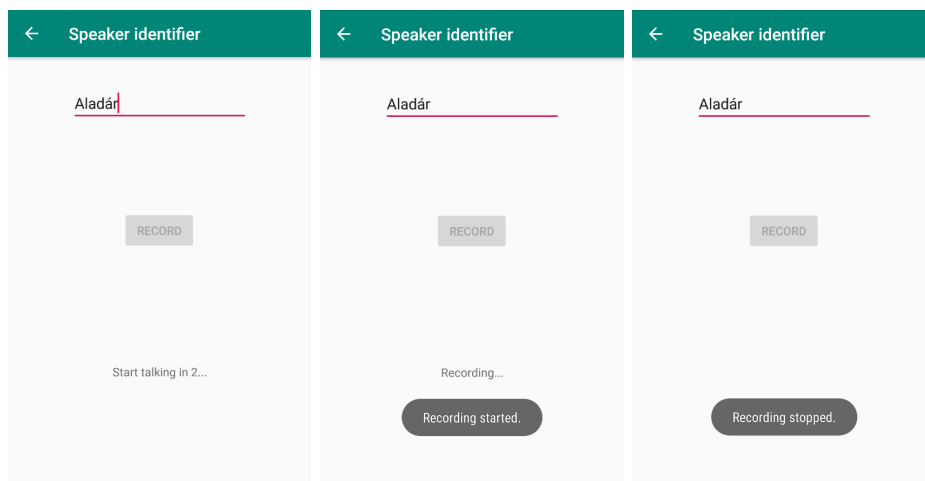 Speaker identifier
Aladár
RECORD
Start talking in 2...
Speaker identifier
Aladár
RECORD
Recording...
Recording started.
Speaker identifier
Aladár
RECORD
Recording stopped.